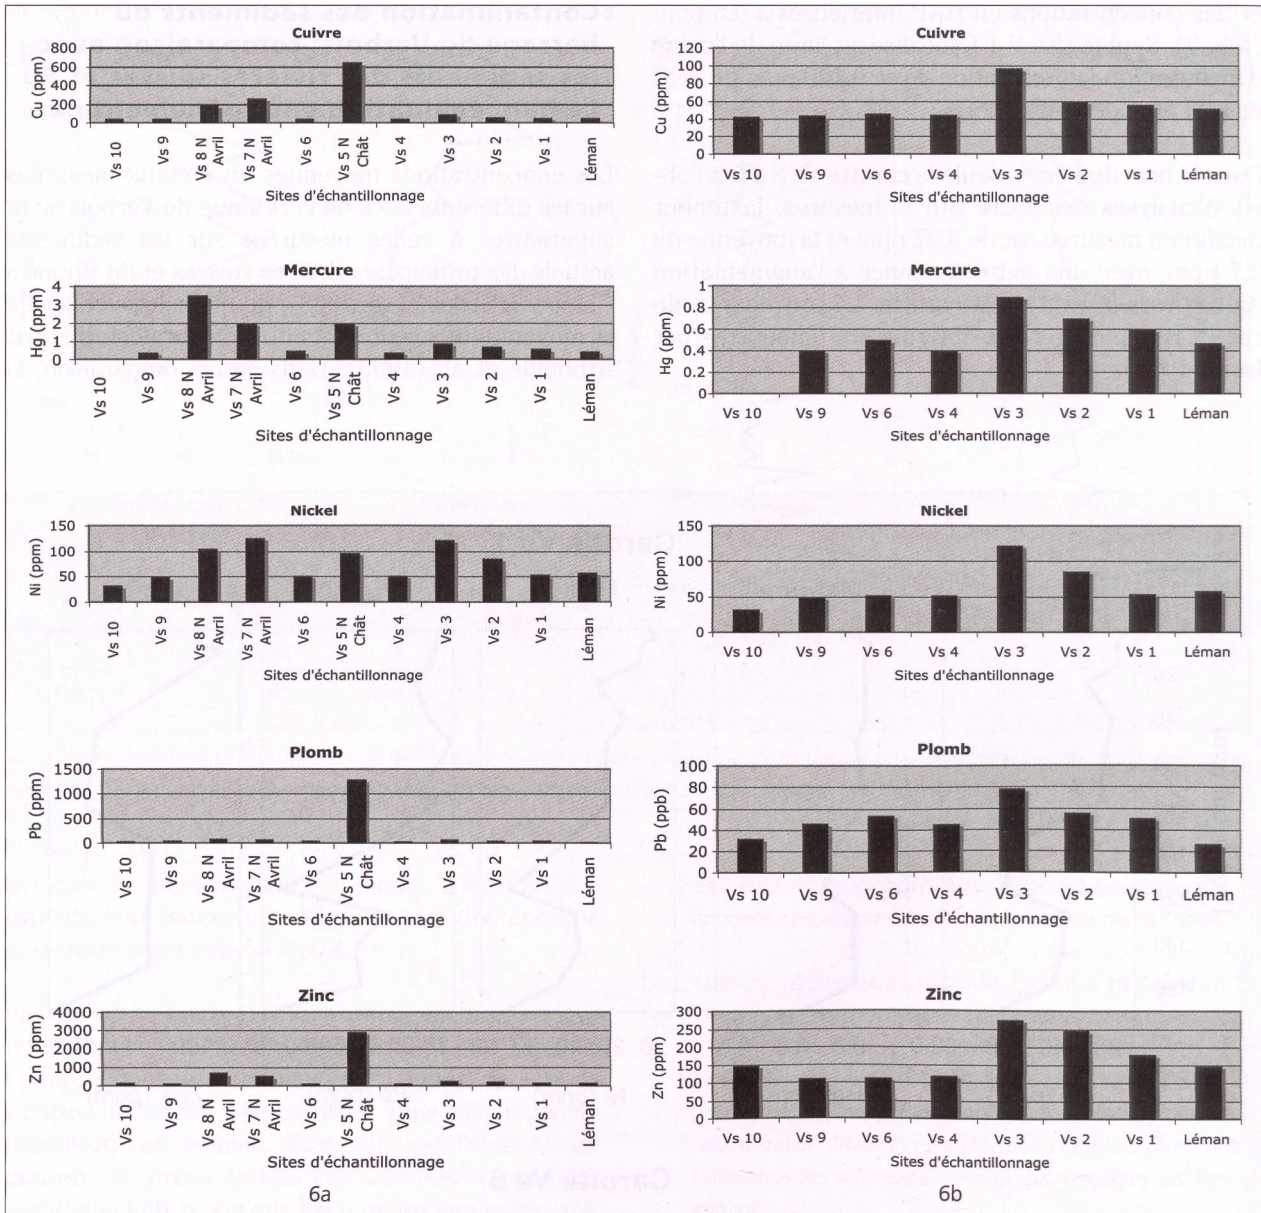 Cuivre
Cu (ppm)
800
600
400
200
0
Vs 10
Vs 9
Vs 8 N
Avril
Vs 7 N
Avril
Vs 6
Vs 5 N
Chât
Vs 4
Vs 3
Vs 2
Vs 1
Léman
Sites d'échantillonnage
Mercure
Hg (ppm)
4
3
2
1
0
Vs 10
Vs 9
Vs 8 N
Avril
Vs 7 N
Avril
Vs 6
Vs 5 N
Chât
Vs 4
Vs 3
Vs 2
Vs 1
Léman
Sites d'échantillonnage
Nickel
Ni (ppm)
150
100
50
0
Vs 10
Vs 9
Vs 8 N
Avril
Vs 7 N
Avril
Vs 6
Vs 5 N
Chât
Vs 4
Vs 3
Vs 2
Vs 1
Léman
Sites d'échantillonnage
Plomb
Pb (ppm)
1500
1000
500
0
Vs 10
Vs 9
Vs 8 N
Avril
Vs 7 N
Avril
Vs 6
Vs 5 N
Chât
Vs 4
Vs 3
Vs 2
Vs 1
Léman
Sites d'échantillonnage
Zinc
Zn (ppm)
4000
3000
2000
1000
0
Vs 10
Vs 9
Vs 8 N
Avril
Vs 7 N
Avril
Vs 6
Vs 5 N
Chât
Vs 4
Vs 3
Vs 2
Vs 1
Léman
Sites d'échantillonnage
6a
Cuivre
Cu (ppm)
120
100
80
60
40
20
0
Vs 10 Vs 9 Vs 6 Vs 4 Vs 3 Vs 2 Vs 1 Léman
Sites d'échantillonnage
Mercure
Hg (ppm)
1
0.8
0.6
0.4
0.2
0
Vs 10 Vs 9 Vs 6 Vs 4 Vs 3 Vs 2 Vs 1 Léman
Sites d'échantillonnage
Nickel
Ni (ppm)
150
100
50
0
Vs 10 Vs 9 Vs 6 Vs 4 Vs 3 Vs 2 Vs 1 Léman
Sites d'échantillonnage
Plomb
Pb (ppb)
100
80
60
40
20
0
Vs 10 Vs 9 Vs 6 Vs 4 Vs 3 Vs 2 Vs 1 Léman
Sites d'échantillonnage
Zinc
Zn (ppm)
300
250
200
150
100
50
0
Vs 10 Vs 9 Vs 6 Vs 4 Vs 3 Vs 2 Vs 1 Léman
Sites d'échantillonnage
6b